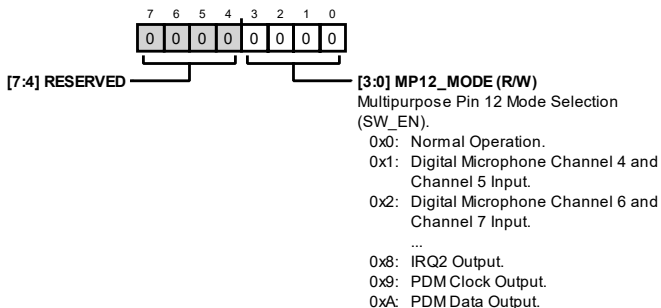 7 6 5 4 3 2 1 0
0 0 0 0 0 0 0 0
[7:4] RESERVED
[3:0] MP12_MODE (R/W)
Multipurpose Pin 12 Mode Selection
(SW_EN).
0x0: Normal Operation.
0x1: Digital Microphone Channel 4 and
Channel 5 Input.
0x2: Digital Microphone Channel 6 and
Channel 7 Input.
...
0x8: IRQ2 Output.
0x9: PDM Clock Output.
0xA: PDM Data Output.